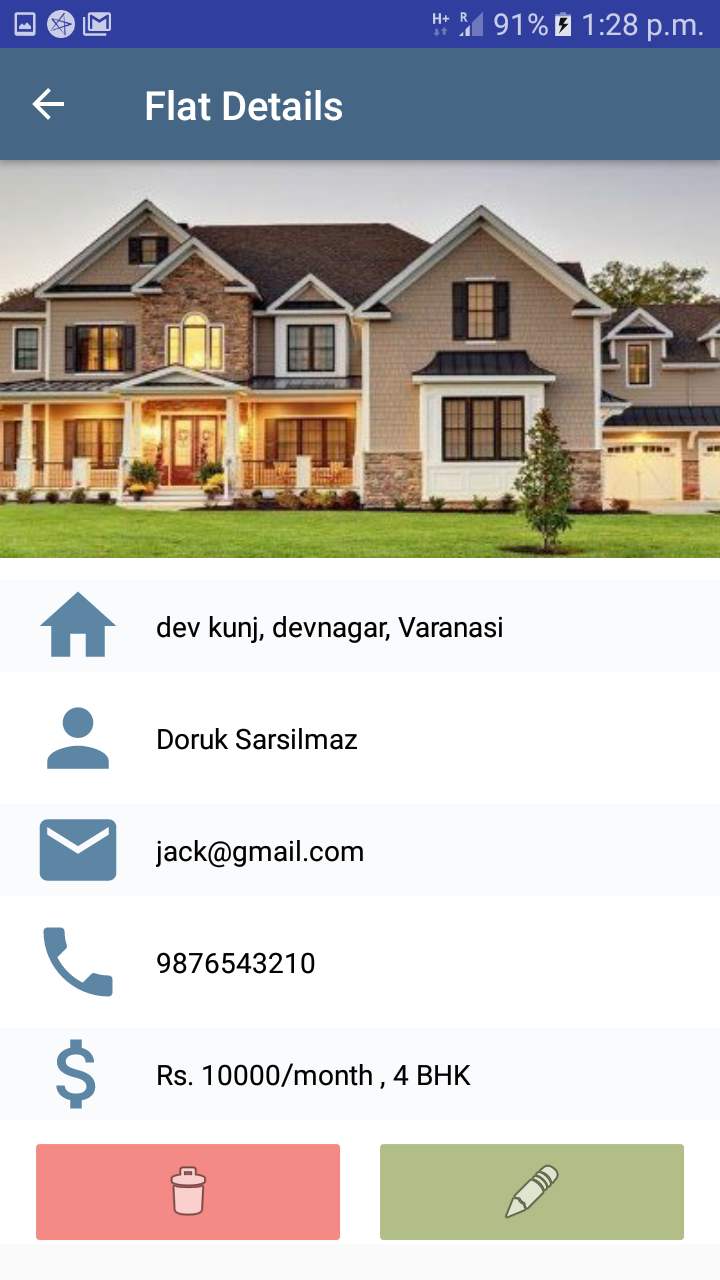 H+ R 91% 1:28 p.m.
Flat Details
dev kunj, devnagar, Varanasi
Doruk Sarsilmaz
jack@gmail.com
9876543210
Rs. 10000/month , 4 BHK